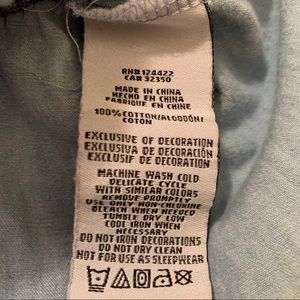 RN# 124422
CA# 32350
MADE IN CHINA
HECHO EN CHINA
FABRIQUE EN CHINE
100% COTTON/ALGODÓN/
COTON
EXCLUSIVE OF DECORATION
EXCLUSIVA DE DECORACIÓN
EXCLUSIF DE DECORATION
MACHINE WASH COLD
DELICATE CYCLE
WITH SIMILAR COLORS
REMOVE PROMPTLY
USE ONLY NON-CHLORINE
BLEACH WHEN NEEDED
TUMBLE DRY LOW
COOL IRON WHEN
NECESSARY
DO NOT IRON DECORATIONS
DO NOT DRY CLEAN
NOT FOR USE AS SLEEPWEAR